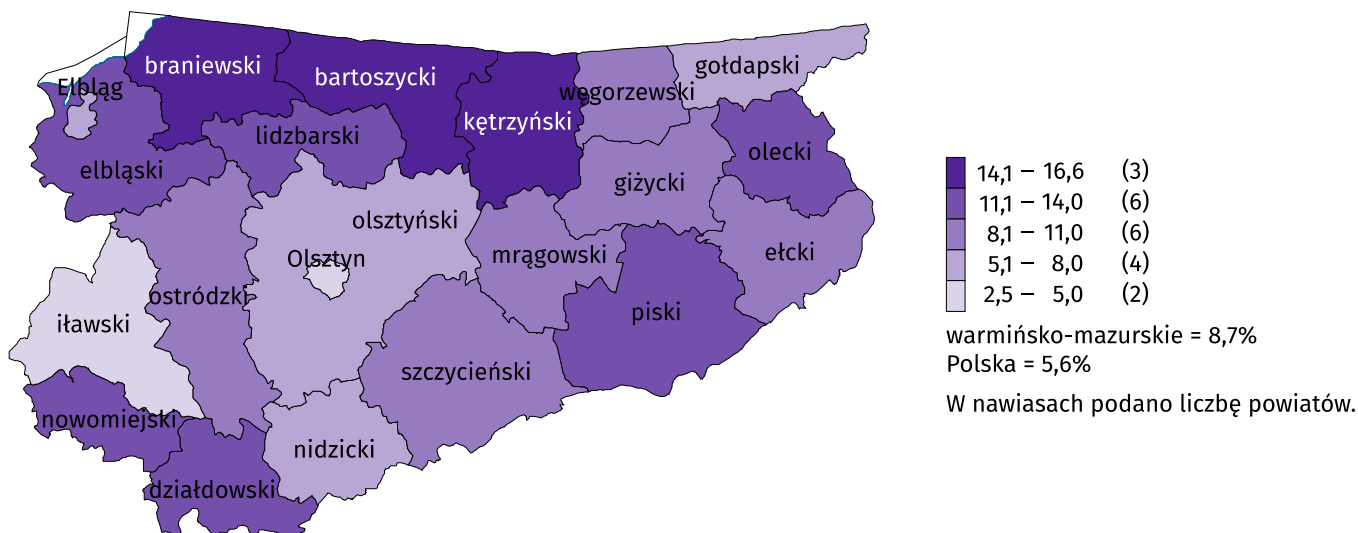 braniewski
bartoszycki
gołdapski
Elbląg
węgorzewski
kętrzyński
lidzbarski
olecki
elbląski
giżycki
olsztyński
mrągowski
ełcki
Olsztyn
ostródzki
iławski
piski
szczycieński
nowomiejski
nidzicki
działdowski
14,1 – 16,6 (3)
11,1 – 14,0 (6)
8,1 – 11,0 (6)
5,1 – 8,0 (4)
2,5 – 5,0 (2)
warmińsko-mazurskie = 8,7%
Polska = 5,6%
W nawiasach podano liczbę powiatów.